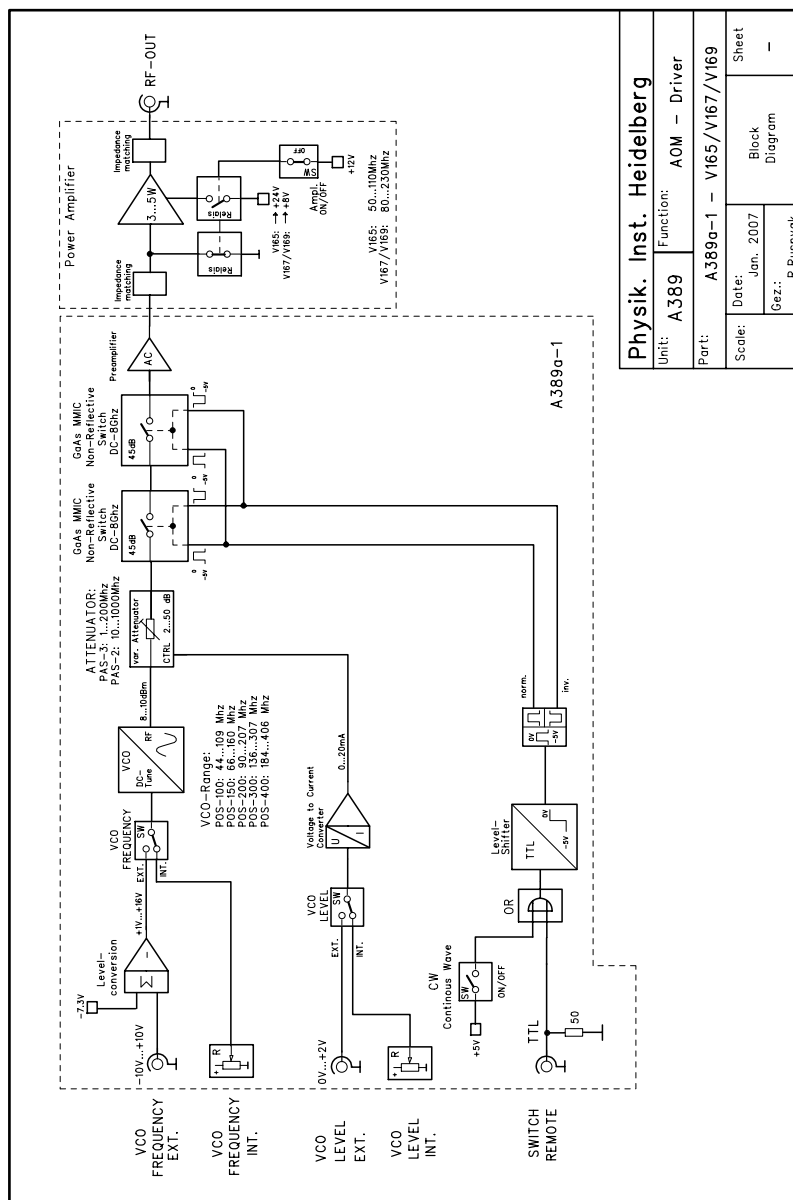 VCO
FREQUENCY
EXT.
-10V...+10V
-7.3V
Level-
conversion
Σ
−
+1V...+16V
EXT.
INT.
VCO
FREQUENCY
SW
VCO
DC-
Tune
RF
8...10dBm
ATTENUATOR:
PAS-3: 1...200Mhz
PAS-2: 10...1000Mhz
var. Attenuator
CTRL 2...50 dB
GaAs MMIC
Non-Reflective
Switch
DC-8Ghz
45dB
0
-5V
0
-5V
GaAs MMIC
Non-Reflective
Switch
DC-8Ghz
45dB
0
-5V
0
-5V
Preamplifier
AC
Power Amplifier
Impedance
matching
3...5W
Impedance
matching
RF-OUT
Relais
Relais
V165: → +24V
V167/V169: → +8V
SW
OFF
Ampl.
ON/OFF
+12V
V165: 50...110Mhz
V167/V169: 80...230Mhz
VCO
FREQUENCY
INT.
+
R
VCO-Range:
POS-100: 44...109 Mhz
POS-150: 66...160 Mhz
POS-200: 90...207 Mhz
POS-300: 136...307 Mhz
POS-400: 184...406 Mhz
VCO
LEVEL
EXT.
0V...+2V
EXT.
INT.
VCO
LEVEL
SW
Voltage to Current
Converter
U
I
0...20mA
VCO
LEVEL
INT.
+
R
A389a-1
CW
Continous Wave
+5V
SW
ON/OFF
OR
Level-
Shifter
TTL
0V
-5V
0V
-5V
norm.
inv.
SWITCH
REMOTE
TTL
50
Physik. Inst. Heidelberg
Unit: A389
Function: AOM - Driver
Part: A389a-1 - V165/V167/V169
Scale:
Date: Jan. 2007
Gez.:
Block
Diagram
Sheet
-